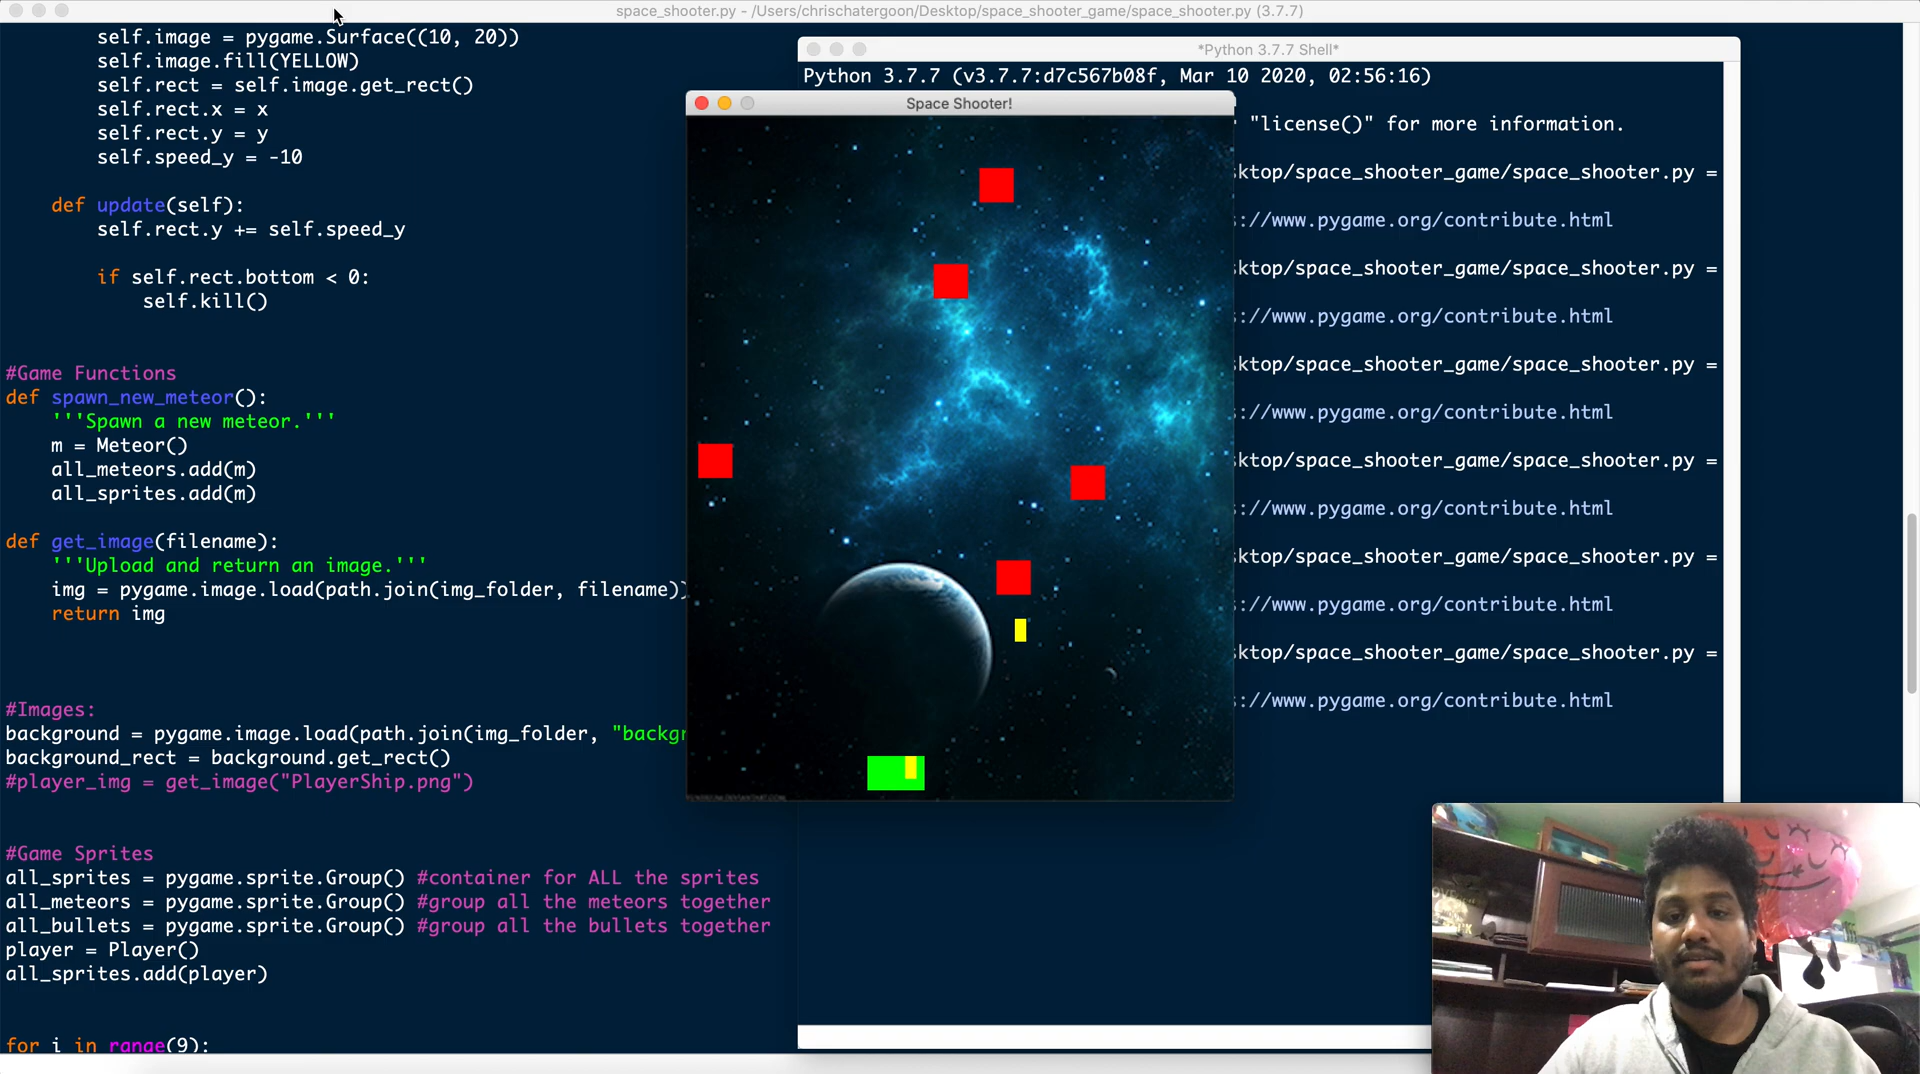 space_shooter.py - /Users/chrischatergoon/Desktop/space_shooter_game/space_shooter.py (3.7.7)
self.image = pygame.Surface((10, 20))
self.image.fill(YELLOW)
self.rect = self.image.get_rect()
self.rect.x = x
self.rect.y = y
self.speed_y = -10
def update(self):
self.rect.y += self.speed_y
if self.rect.bottom < 0:
self.kill()
#Game Functions
def spawn_new_meteor():
'''Spawn a new meteor.'''
m = Meteor()
all_meteors.add(m)
all_sprites.add(m)
def get_image(filename):
'''Upload and return an image.'''
img = pygame.image.load(path.join(img_folder, filename))
return img
#Images:
background = pygame.image.load(path.join(img_folder, "backgr
background_rect = background.get_rect()
#player_img = get_image("PlayerShip.png")
#Game Sprites
all_sprites = pygame.sprite.Group() #container for ALL the sprites
all_meteors = pygame.sprite.Group() #group all the meteors together
all_bullets = pygame.sprite.Group() #group all the bullets together
player = Player()
all_sprites.add(player)
for i in range(9):
*Python 3.7.7 Shell*
Python 3.7.7 (v3.7.7:d7c567b08f, Mar 10 2020, 02:56:16)
Space Shooter!
"license()" for more information.
ktop/space_shooter_game/space_shooter.py =
://www.pygame.org/contribute.html
ktop/space_shooter_game/space_shooter.py =
://www.pygame.org/contribute.html
ktop/space_shooter_game/space_shooter.py =
://www.pygame.org/contribute.html
ktop/space_shooter_game/space_shooter.py =
://www.pygame.org/contribute.html
ktop/space_shooter_game/space_shooter.py =
://www.pygame.org/contribute.html
ktop/space_shooter_game/space_shooter.py =
://www.pygame.org/contribute.html